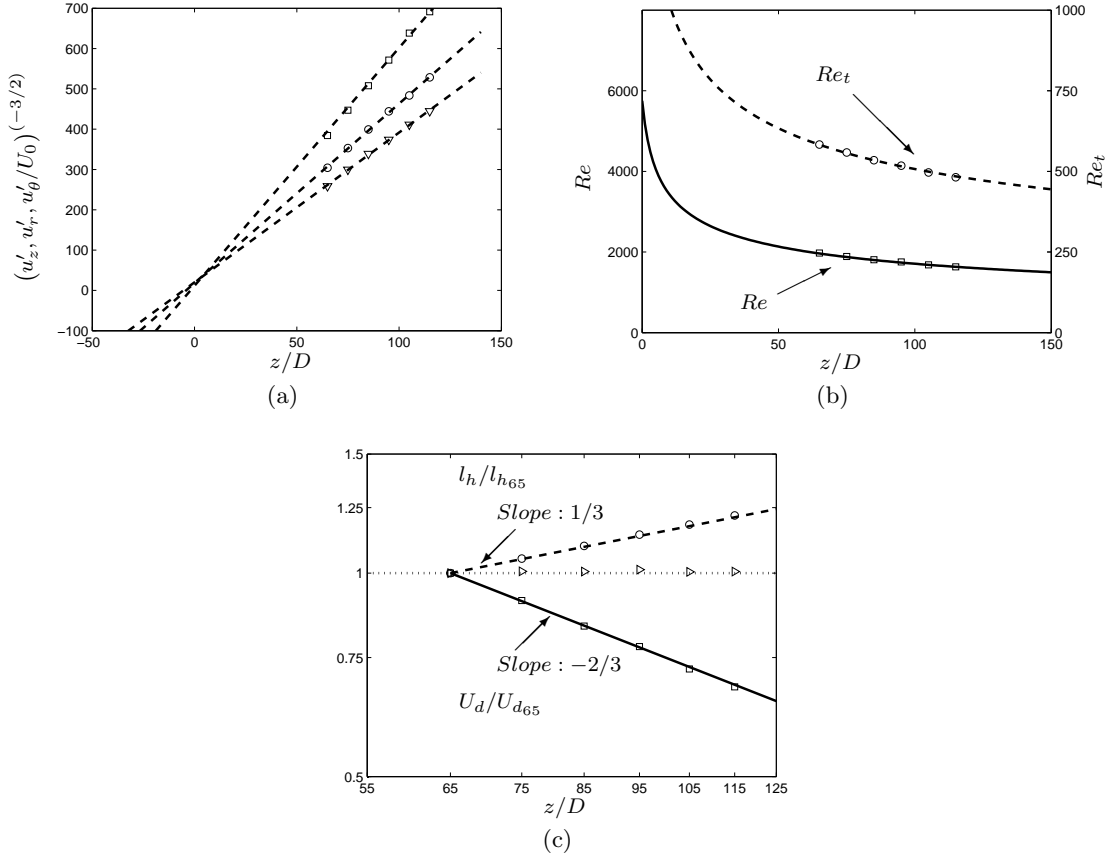 700
600
500
400
300
200
100
0
−100
−50 0 50 100 150
(u′z, u′r, u′θ/U0)^(−3/2)
z/D
(a)
6000
4000
2000
0
Re
1000
750
500
250
0
Ret
Ret
Re
0 50 100 150
z/D
(b)
1.5
1.25
1
0.75
0.5
lh/lh65
Slope : 1/3
Slope : −2/3
Ud/Ud65
55 65 75 85 95 105 115 125
z/D
(c)